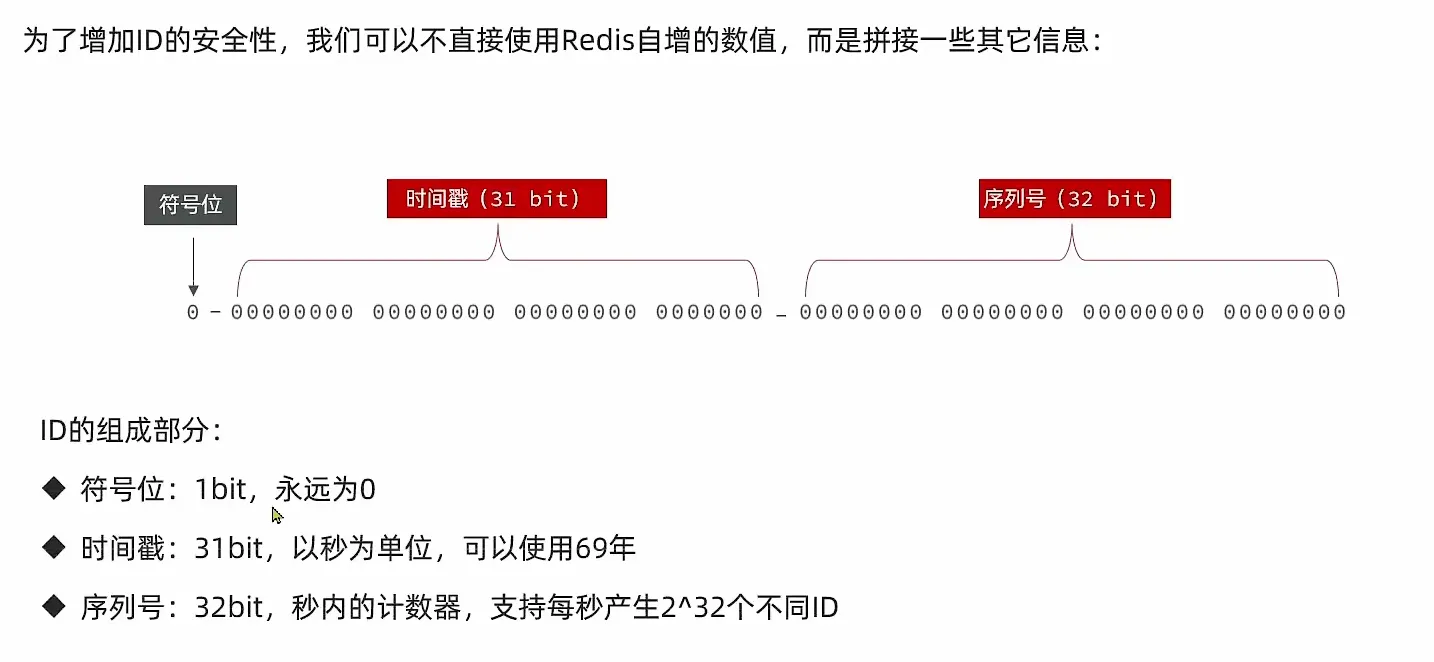 为了增加ID的安全性，我们可以不直接使用Redis自增的数值，而是拼接一些其它信息：
符号位
时间戳（31 bit）
序列号（32 bit）
0-00000000 00000000 00000000 0000000-00000000 00000000 00000000 00000000
ID的组成部分：
◆ 符号位：1bit，永远为0
◆ 时间戳：31bit，以秒为单位，可以使用69年
◆ 序列号：32bit，秒内的计数器，支持每秒产生2^32个不同ID